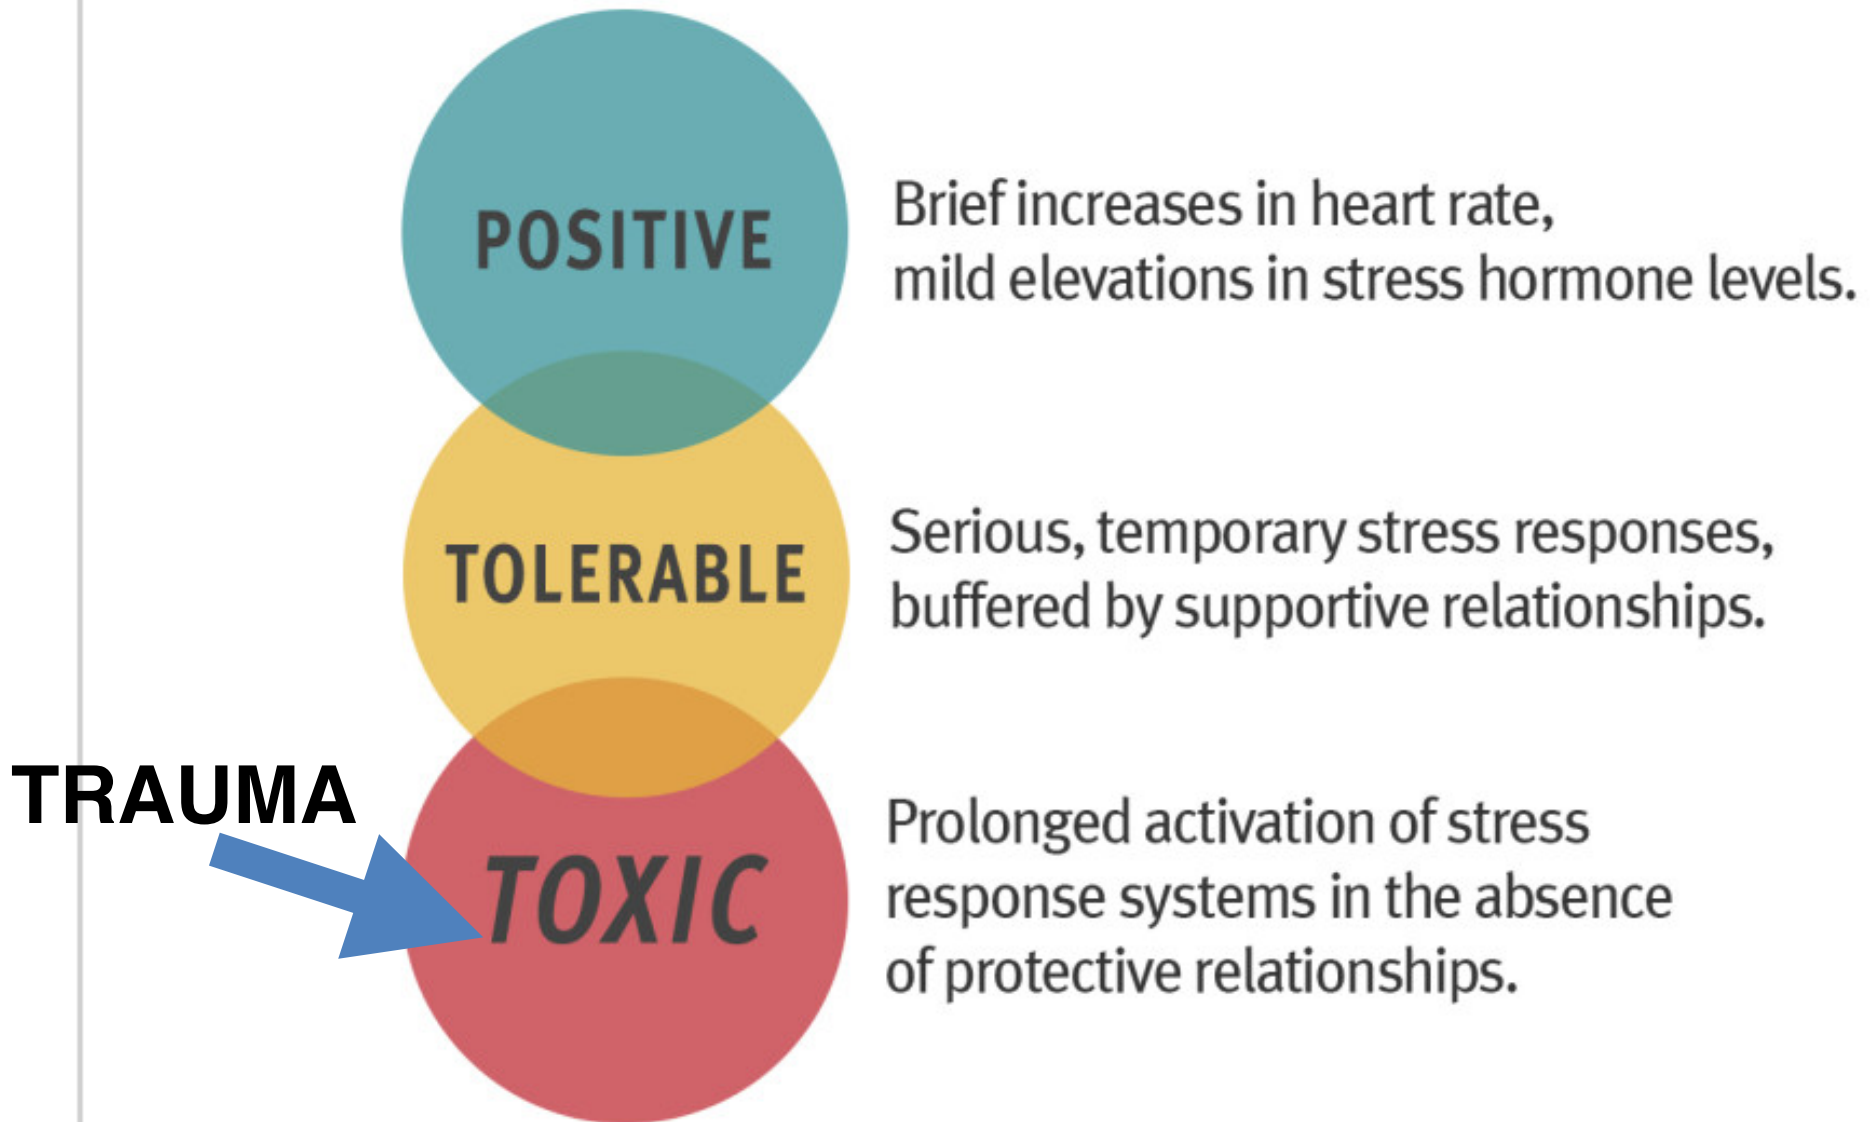 POSITIVE
Brief increases in heart rate,
mild elevations in stress hormone levels.
TOLERABLE
Serious, temporary stress responses,
buffered by supportive relationships.
TRAUMA
TOXIC
Prolonged activation of stress
response systems in the absence
of protective relationships.